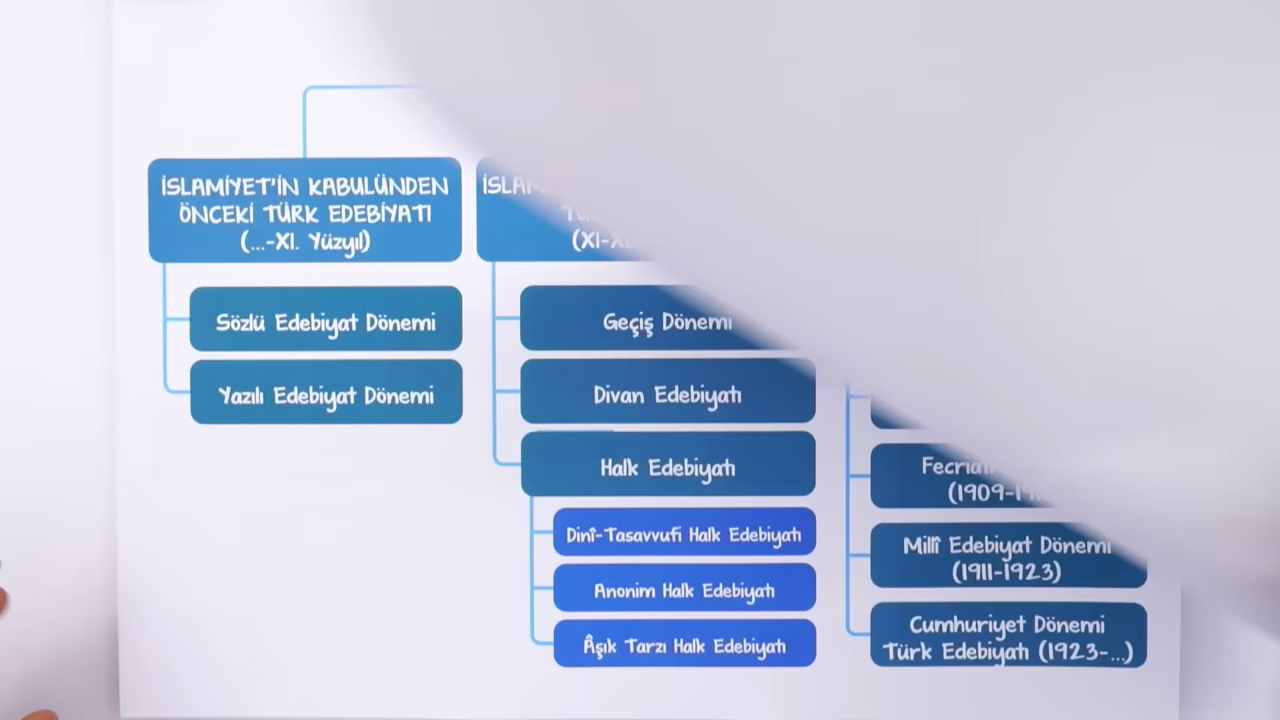 İSLAMİYET'İN KABULÜNDEN
ÖNCEKİ TÜRK EDEBİYATI
(...-XI. Yüzyıl)
Sözlü Edebiyat Dönemi
Yazılı Edebiyat Dönemi
Geçiş Dönemi
Divan Edebiyatı
Halk Edebiyatı
Dinî-Tasavvufi Halk Edebiyatı
Anonim Halk Edebiyatı
Âşık Tarzı Halk Edebiyatı
Millî Edebiyat Dönemi
(1911-1923)
Cumhuriyet Dönemi
Türk Edebiyatı (1923-...)